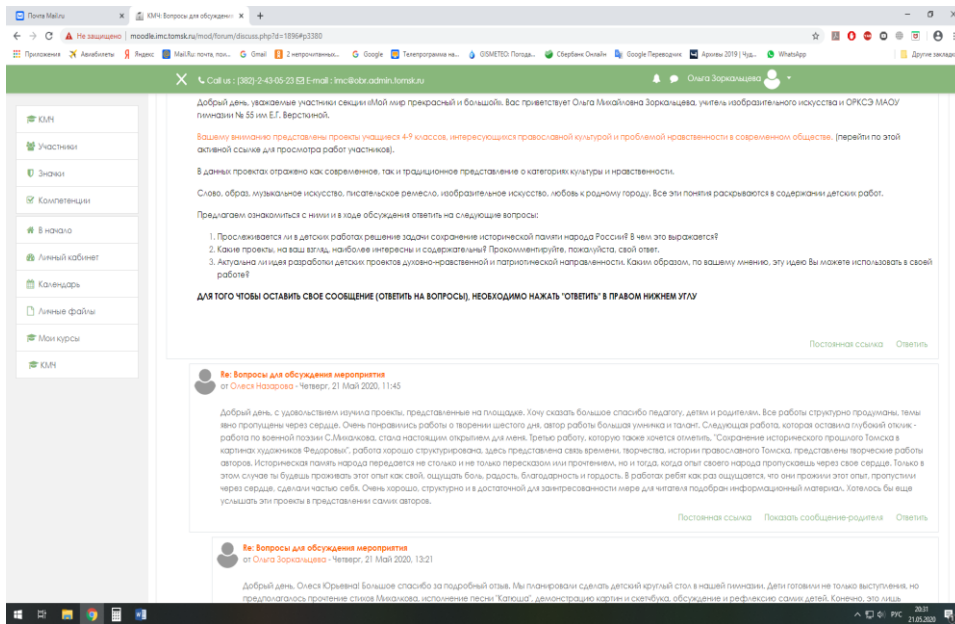 Почта Mail.ru
КМЧ: Вопросы для обсуждения
Не защищено | moodle.imc.tomsk.ru/mod/forum/discuss.php?d=1896#p3380
Приложения Авиабилеты Яндекс Mail.Ru: почта, пои... Gmail 2 непрочитанных... Google Телепрограмма на... GISMETEO: Погода... Сбербанк Онлайн Google Переводчик Архивы 2019 | Чуд... WhatsApp Другие закладки
Call us : (382)-2-43-05-23 E-mail : imc@obr.admin.tomsk.ru Ольга Зоркальцева
КМЧ
Участники
Значки
Компетенции
В начало
Личный кабинет
Календарь
Личные файлы
Мои курсы
КМЧ
Добрый день, уважаемые участники секции «Мой мир прекрасный и большой». Вас приветствует Ольга Михайловна Зоркальцева, учитель изобразительного искусства и ОРКСЭ МАОУ
гимназии № 55 им Е.Г. Версткиной.
Вашему вниманию представлены проекты учащиеся 4-9 классов, интересующихся православной культурой и проблемой нравственности в современном обществе. (перейти по этой
активной ссылке для просмотра работ участников).
В данных проектах отражено как современное, так и традиционное представление о категориях культуры и нравственности.
Слово, образ, музыкальное искусство, писательское ремесло, изобразительное искусство, любовь к родному городу. Все эти понятия раскрываются в содержании детских работ.
Предлагаем ознакомиться с ними и в ходе обсуждения ответить на следующие вопросы:
1. Прослеживается ли в детских работах решение задачи сохранение исторической памяти народа России? В чем это выражается?
2. Какие проекты, на ваш взгляд, наиболее интересны и содержательны? Прокомментируйте, пожалуйста, свой ответ.
3. Актуальна ли идея разработки детских проектов духовно-нравственной и патриотической направленности. Каким образом, по вашему мнению, эту идею Вы можете использовать в своей
работе?
ДЛЯ ТОГО ЧТОБЫ ОСТАВИТЬ СВОЕ СООБЩЕНИЕ (ОТВЕТИТЬ НА ВОПРОСЫ), НЕОБХОДИМО НАЖАТЬ "ОТВЕТИТЬ" В ПРАВОМ НИЖНЕМ УГЛУ
Постоянная ссылка Ответить
Re: Вопросы для обсуждения мероприятия
от Олеся Назарова - Четверг, 21 Май 2020, 11:45
Добрый день, с удовольствием изучила проекты, представленные на площадке. Хочу сказать большое спасибо педагогу, детям и родителям. Все работы структурно продуманы, темы
явно пропущены через сердце. Очень понравились работы о творении шестого дня, автор работы большая умничка и талант. Следующая работа, которая оставила глубокий отклик -
работа по военной поэзии С.Михалкова, стала настоящим открытием для меня. Третью работу, которую также хочется отметить, "Сохранение исторического прошлого Томска в
картинах художников Федоровых", работа хорошо структурирована, здесь представлена связь времени, творчества, истории православного Томска, представлены творческие работы
авторов. Историческая память народа передается не столько и не только пересказом или прочтением, но и тогда, когда опыт своего народа пропускаешь через свое сердце. Только в
этом случае ты будешь проживать этот опыт как свой, ощущать боль, радость, благодарность и гордость. В работах ребят как раз ощущается, что они прожили этот опыт, пропустили
через сердце, сделали частью себя. Очень хорошо, структурно и в достаточной для заинтресованности мере для читателя подобран информационный материал. Хотелось бы еще
услышать эти проекты в представлении самих авторов.
Постоянная ссылка Показать сообщение-родителя Ответить
Re: Вопросы для обсуждения мероприятия
от Ольга Зоркальцева - Четверг, 21 Май 2020, 13:21
Добрый день, Олеся Юрьевна! Большое спасибо за подробный отзыв. Мы планировали сделать детский круглый стол в нашей гимназии. Дети готовили не только выступления, но
предполагалось прочтение стихов Михалкова, исполнение песни "Катюша", демонстрацию картин и скетчбука, обсуждение и рефлексию самих детей. Конечно, это лишь
РУС 20:31
21.05.2020